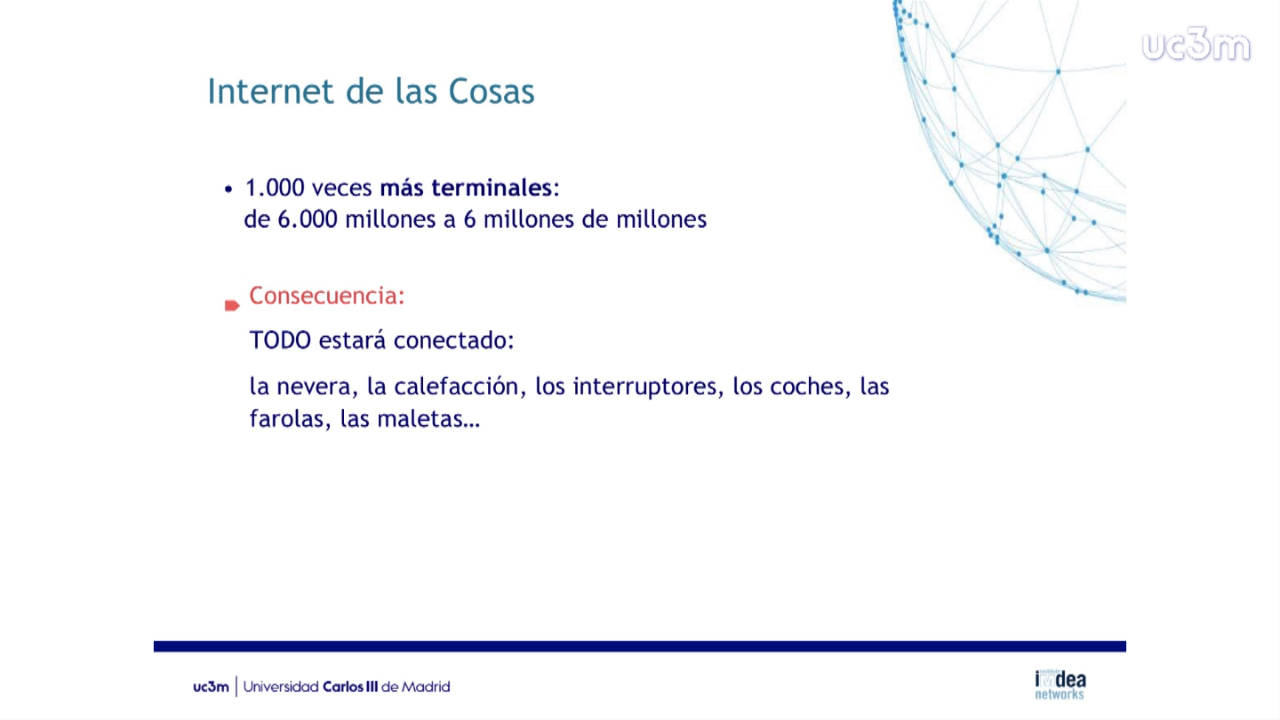 uc3m
Internet de las Cosas
• 1.000 veces más terminales:
de 6.000 millones a 6 millones de millones
Consecuencia:
TODO estará conectado:
la nevera, la calefacción, los interruptores, los coches, las
farolas, las maletas…
uc3m | Universidad Carlos III de Madrid
institute
imdea
networks